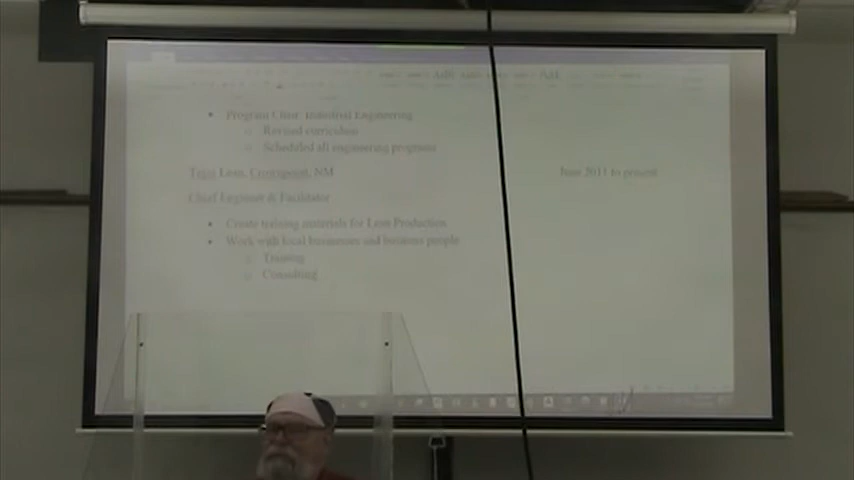 • Program Chair- Industrial Engineering
o Revised curriculum
o Scheduled all engineering programs
Lean, NM June 2011 to present
Chief Engineer & Facilitator
• Create training materials for Lean Production
• Work with local businesses and business people
o Training
o Consulting